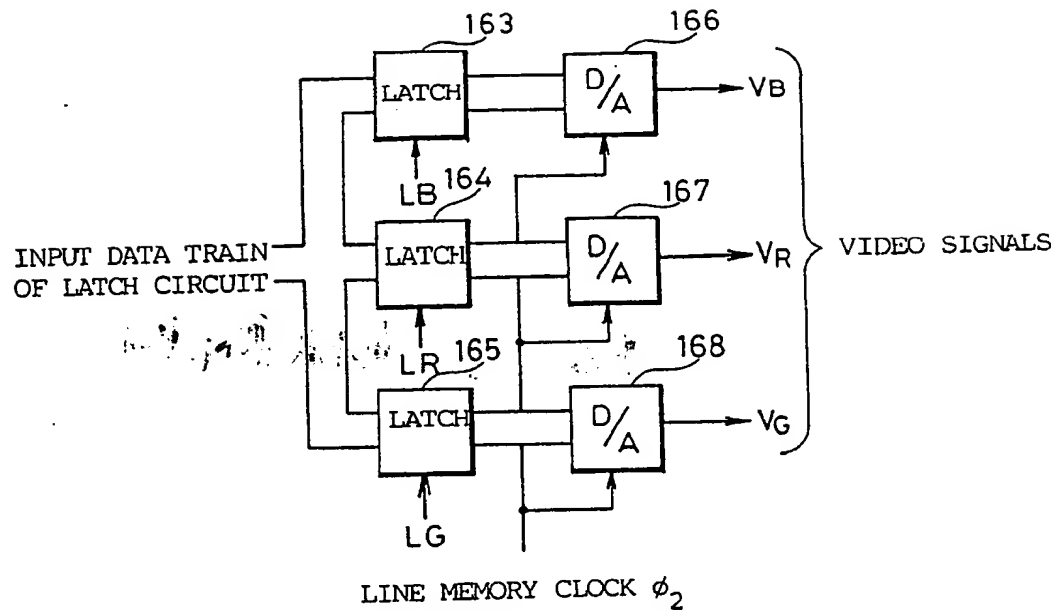 163
166
LATCH
D/A
VB
LB
164
167
INPUT DATA TRAIN
OF LATCH CIRCUIT
LATCH
D/A
VR
VIDEO SIGNALS
LR
165
168
LATCH
D/A
VG
LG
LINE MEMORY CLOCK ϕ₂